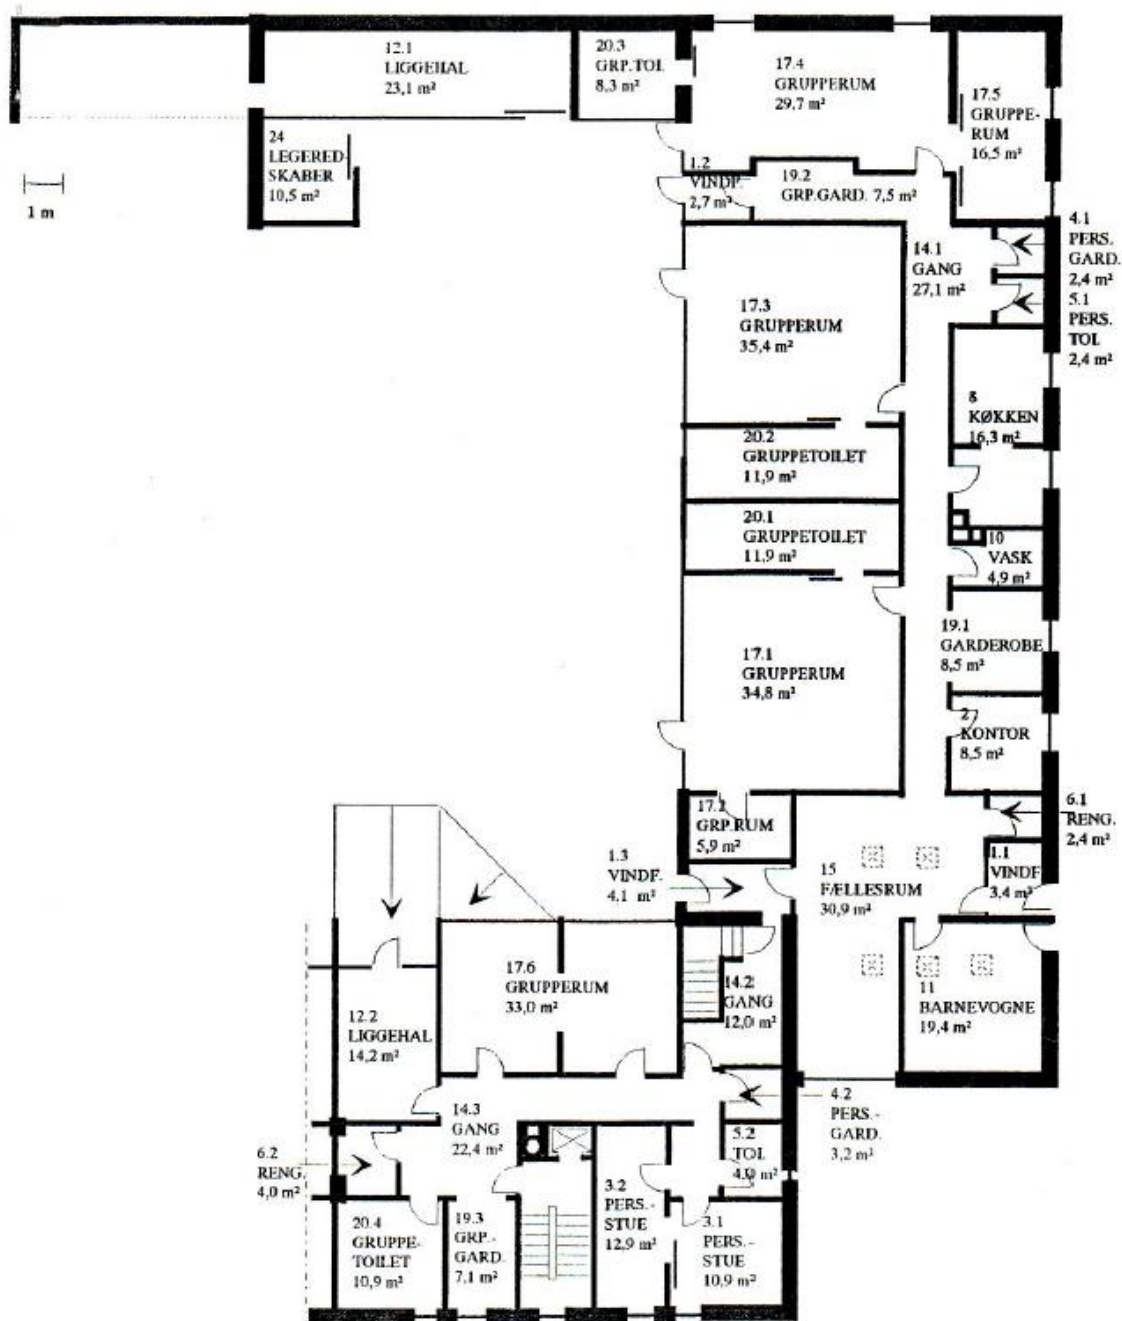 12.1
LIGGEHAL
23,1 m²
20.3
GRP.TOI.
8,3 m²
17.4
GRUPPERUM
29,7 m²
17.5
GRUPPE-
RUM
16,5 m²
24
LEGERED-
SKABER
10,5 m²
1 m
1.2
VINDF.
2,7 m²
19.2
GRP.GARD. 7,5 m²
4.1
PERS.
GARD.
2,4 m²
14.1
GANG
27,1 m²
5.1
PERS.
TOI.
2,4 m²
17.3
GRUPPERUM
35,4 m²
8
KØKKEN
16,3 m²
20.2
GRUPPETOILET
11,9 m²
20.1
GRUPPETOILET
11,9 m²
10
VASK
4,9 m²
19.1
GARDEROBE
8,5 m²
17.1
GRUPPERUM
34,8 m²
2
KONTOR
8,5 m²
6.1
RENG.
2,4 m²
17.2
GRP.RUM
5,9 m²
1.3
VINDF.
4,1 m²
15
FÆLLESRUM
30,9 m²
1.1
VINDF
3,4 m²
17.6
GRUPPERUM
33,0 m²
14.2
GANG
12,0 m²
11
BARNEVOGNE
19,4 m²
12.2
LIGGEHAL
14,2 m²
14.3
GANG
22,4 m²
4.2
PERS.-
GARD.
3,2 m²
5.2
TOI
4,0 m²
6.2
RENG.
4,0 m²
3.2
PERS.-
STUE
12,9 m²
20.4
GRUPPE-
TOILET
10,9 m²
19.3
GRP.-
GARD.
7,1 m²
3.1
PERS.-
STUE
10,9 m²